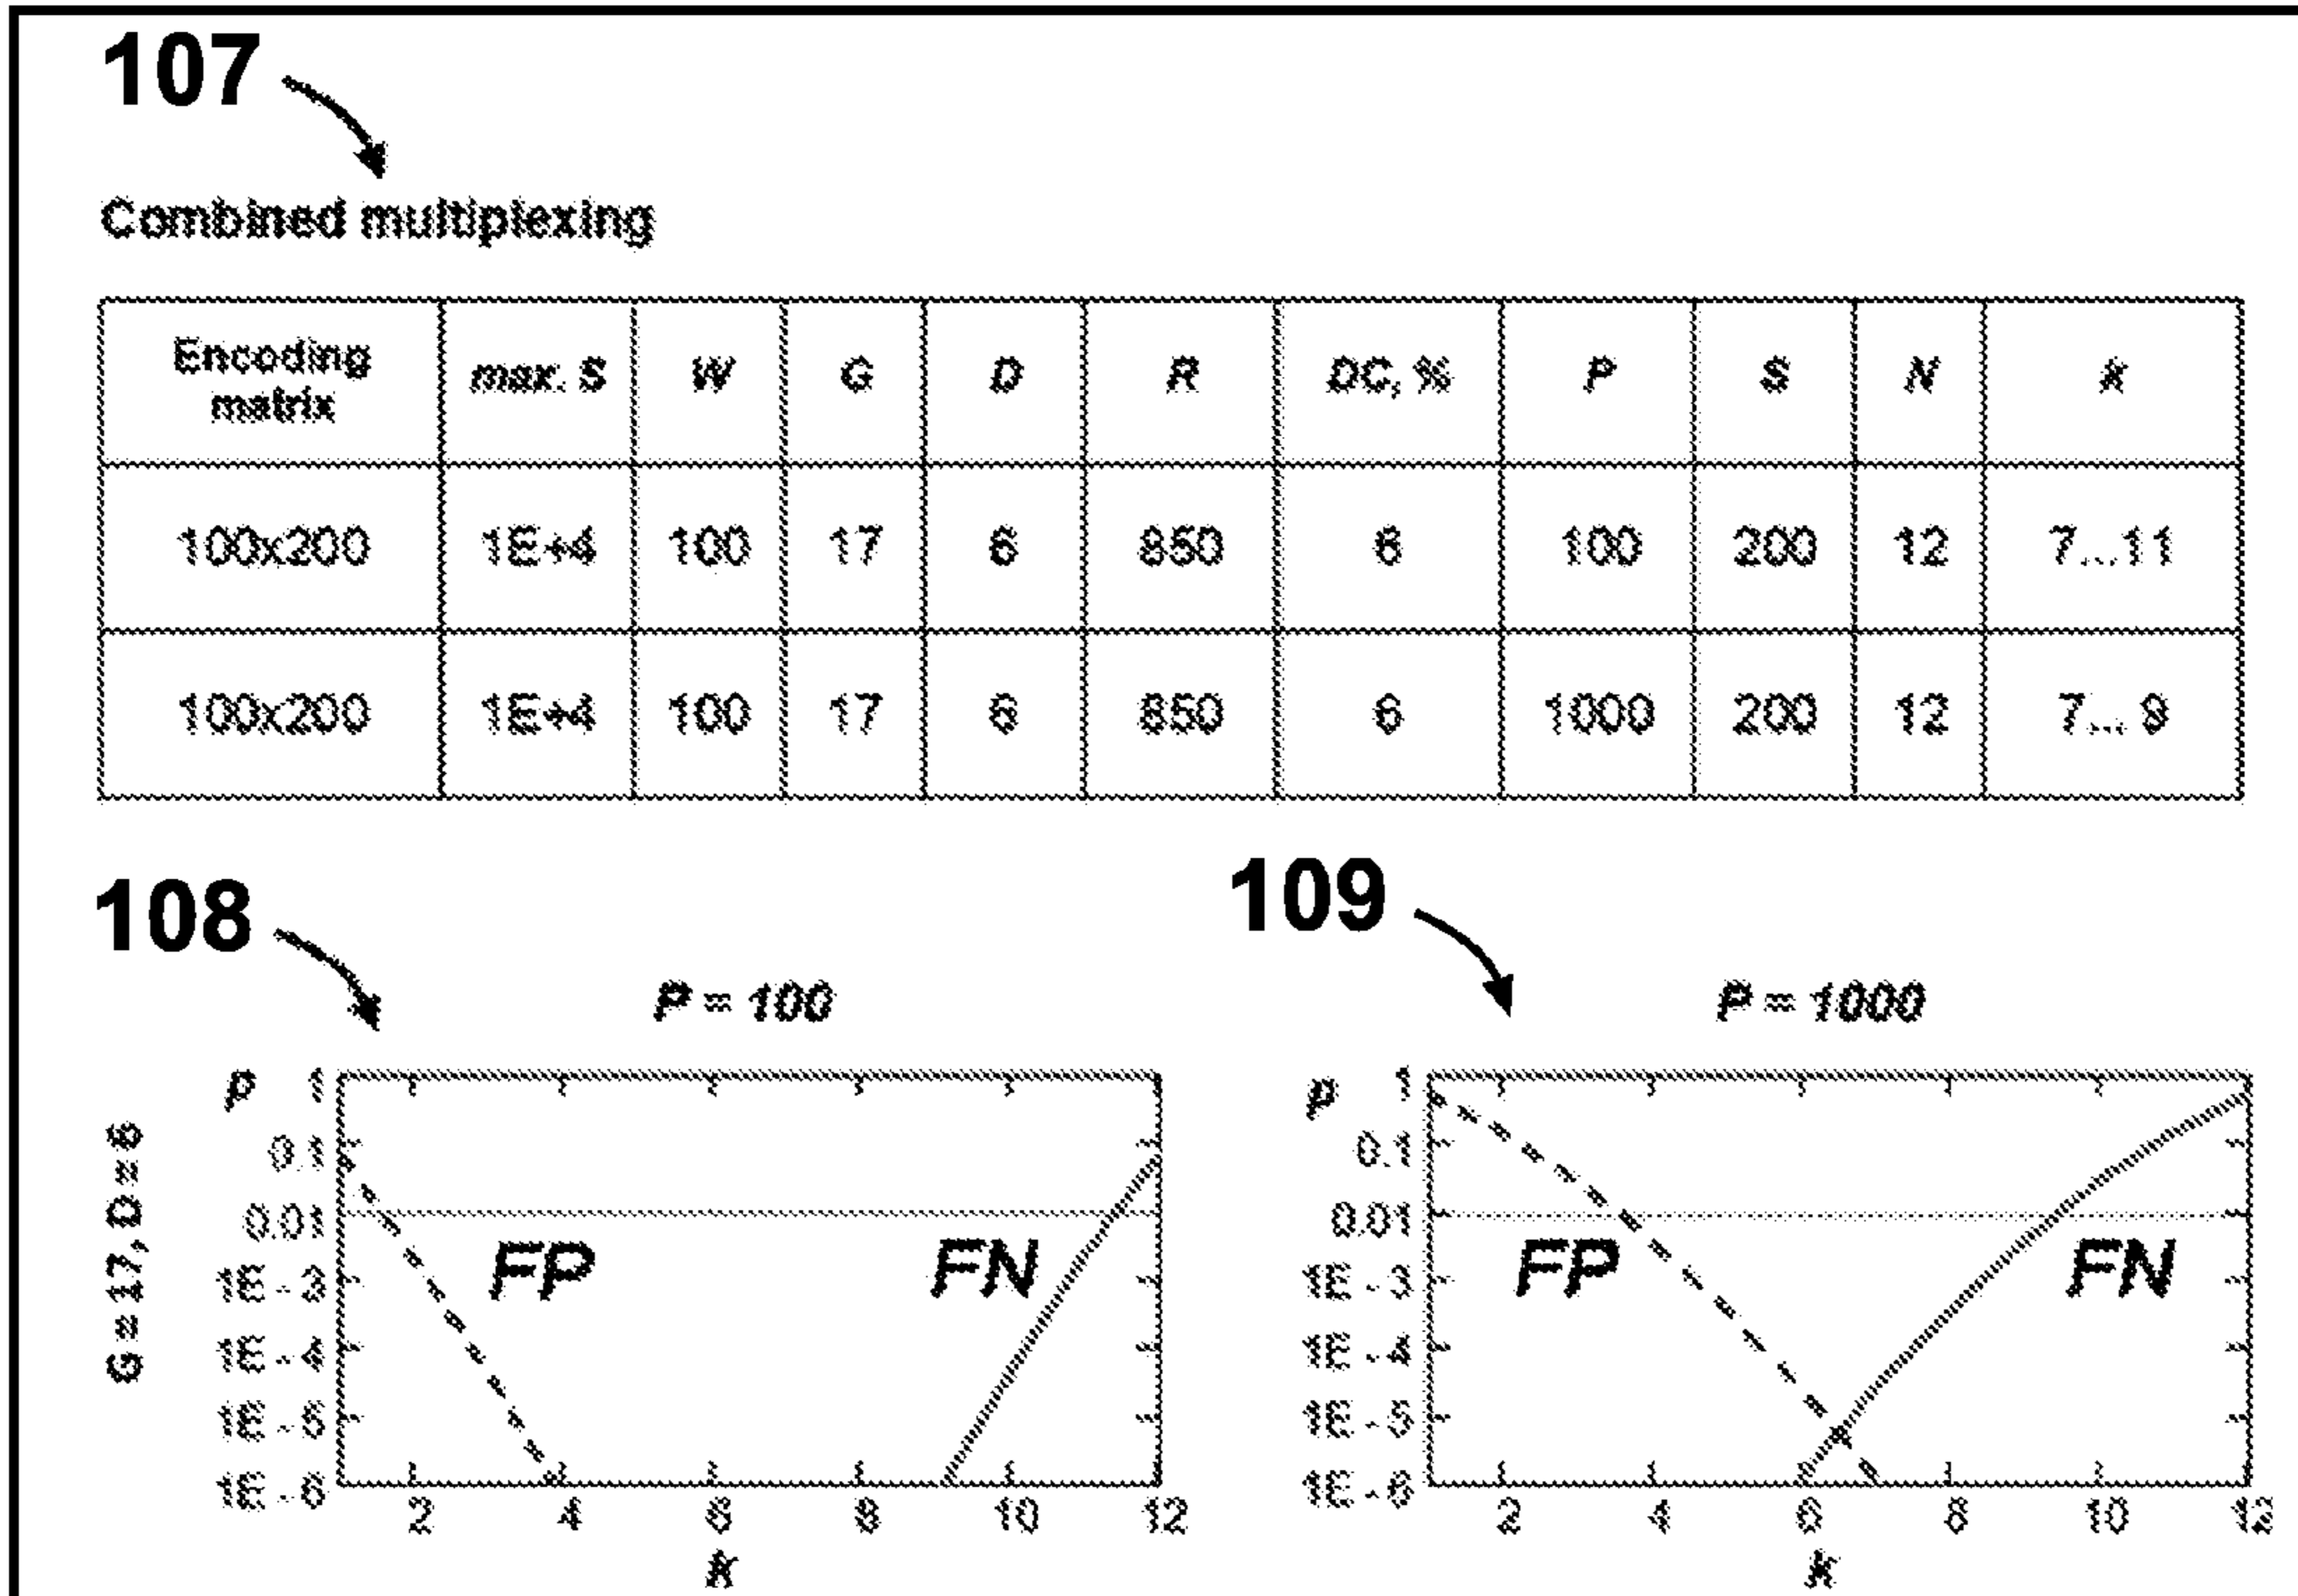 107
Combined multiplexing
Encoding matrix max. S W G D R DC, % P S N k
100x200 1E+4 100 17 6 850 6 100 200 12 7...11
100x200 1E+4 100 17 6 850 6 1000 200 12 7... 9
108
109
P = 100
P = 1000
G = 17, D = 6
p 1
0.1
0.01
1E - 3
1E - 4
1E - 5
1E - 6
FP
FN
2 4 6 8 10 12
k
p 1
0.1
0.01
1E - 3
1E - 4
1E - 5
1E - 6
FP
FN
2 4 6 8 10 12
k